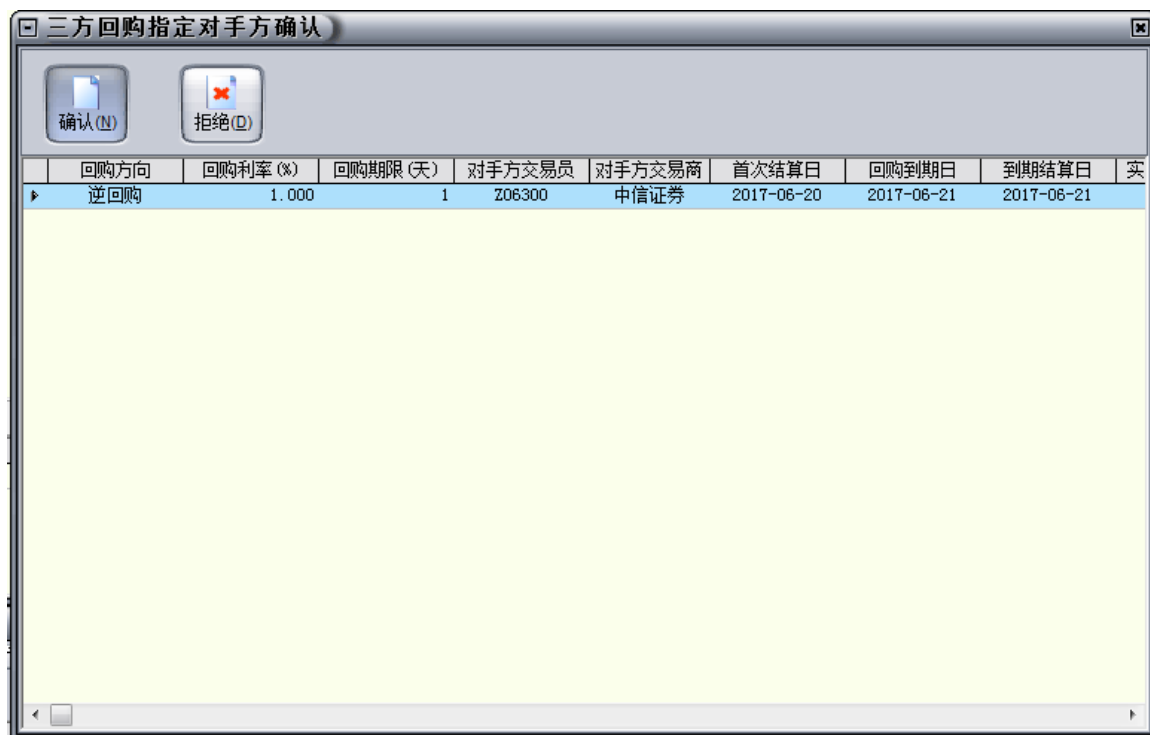 三方回购指定对手方确认
确认(N) 拒绝(D)
回购方向 回购利率(%) 回购期限(天) 对手方交易员 对手方交易商 首次结算日 回购到期日 到期结算日 实
逆回购 1.000 1 Z06300 中信证券 2017-06-20 2017-06-21 2017-06-21